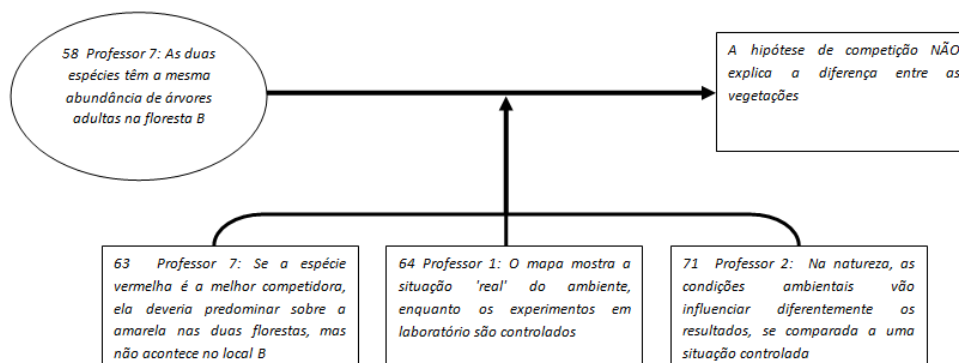 58 Professor 7: As duas
espécies têm a mesma
abundância de árvores
adultas na floresta B
A hipótese de competição NÃO
explica a diferença entre as
vegetações
63 Professor 7: Se a espécie
vermelha é a melhor competidora,
ela deveria predominar sobre a
amarela nas duas florestas, mas
não acontece no local B
64 Professor 1: O mapa mostra a
situação 'real' do ambiente,
enquanto os experimentos em
laboratório são controlados
71 Professor 2: Na natureza, as
condições ambientais vão
influenciar diferentemente os
resultados, se comparada a uma
situação controlada